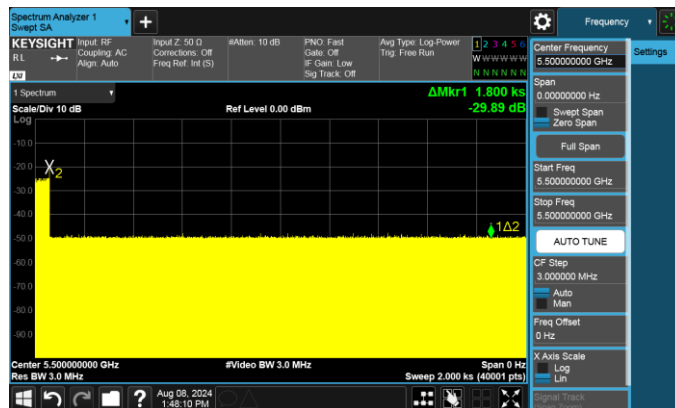 Spectrum Analyzer 1
Swept SA
+
Frequency
KEYSIGHT
Input: RF
Input Z: 50 Ω
#Atten: 10 dB
PNO: Fast
Avg Type: Log-Power
1 2 3 4 5 6
RL
Coupling: AC
Corrections: Off
Gate: Off
Trig: Free Run
Align: Auto
Freq Ref: Int (S)
IF Gain: Low
W W W W W W
Sig Track: Off
N N N N N N
LXI
1 Spectrum
ΔMkr1 1.800 ks
Scale/Div 10 dB
Ref Level 0.00 dBm
-29.89 dB
Log
-10.0
-20.0
X2
-30.0
-40.0
1Δ2
-50.0
-60.0
-70.0
-80.0
-90.0
Center 5.500000000 GHz
#Video BW 3.0 MHz
Span 0 Hz
Res BW 3.0 MHz
Sweep 2.000 ks (40001 pts)
?
Aug 08, 2024
1:48:10 PM
Center Frequency
5.500000000 GHz
Settings
Span
0.00000000 Hz
Swept Span
Zero Span
Full Span
Start Freq
5.500000000 GHz
Stop Freq
5.500000000 GHz
AUTO TUNE
CF Step
3.000000 MHz
Auto
Man
Freq Offset
0 Hz
X Axis Scale
Log
Lin
Signal Track
(Span Zoom)